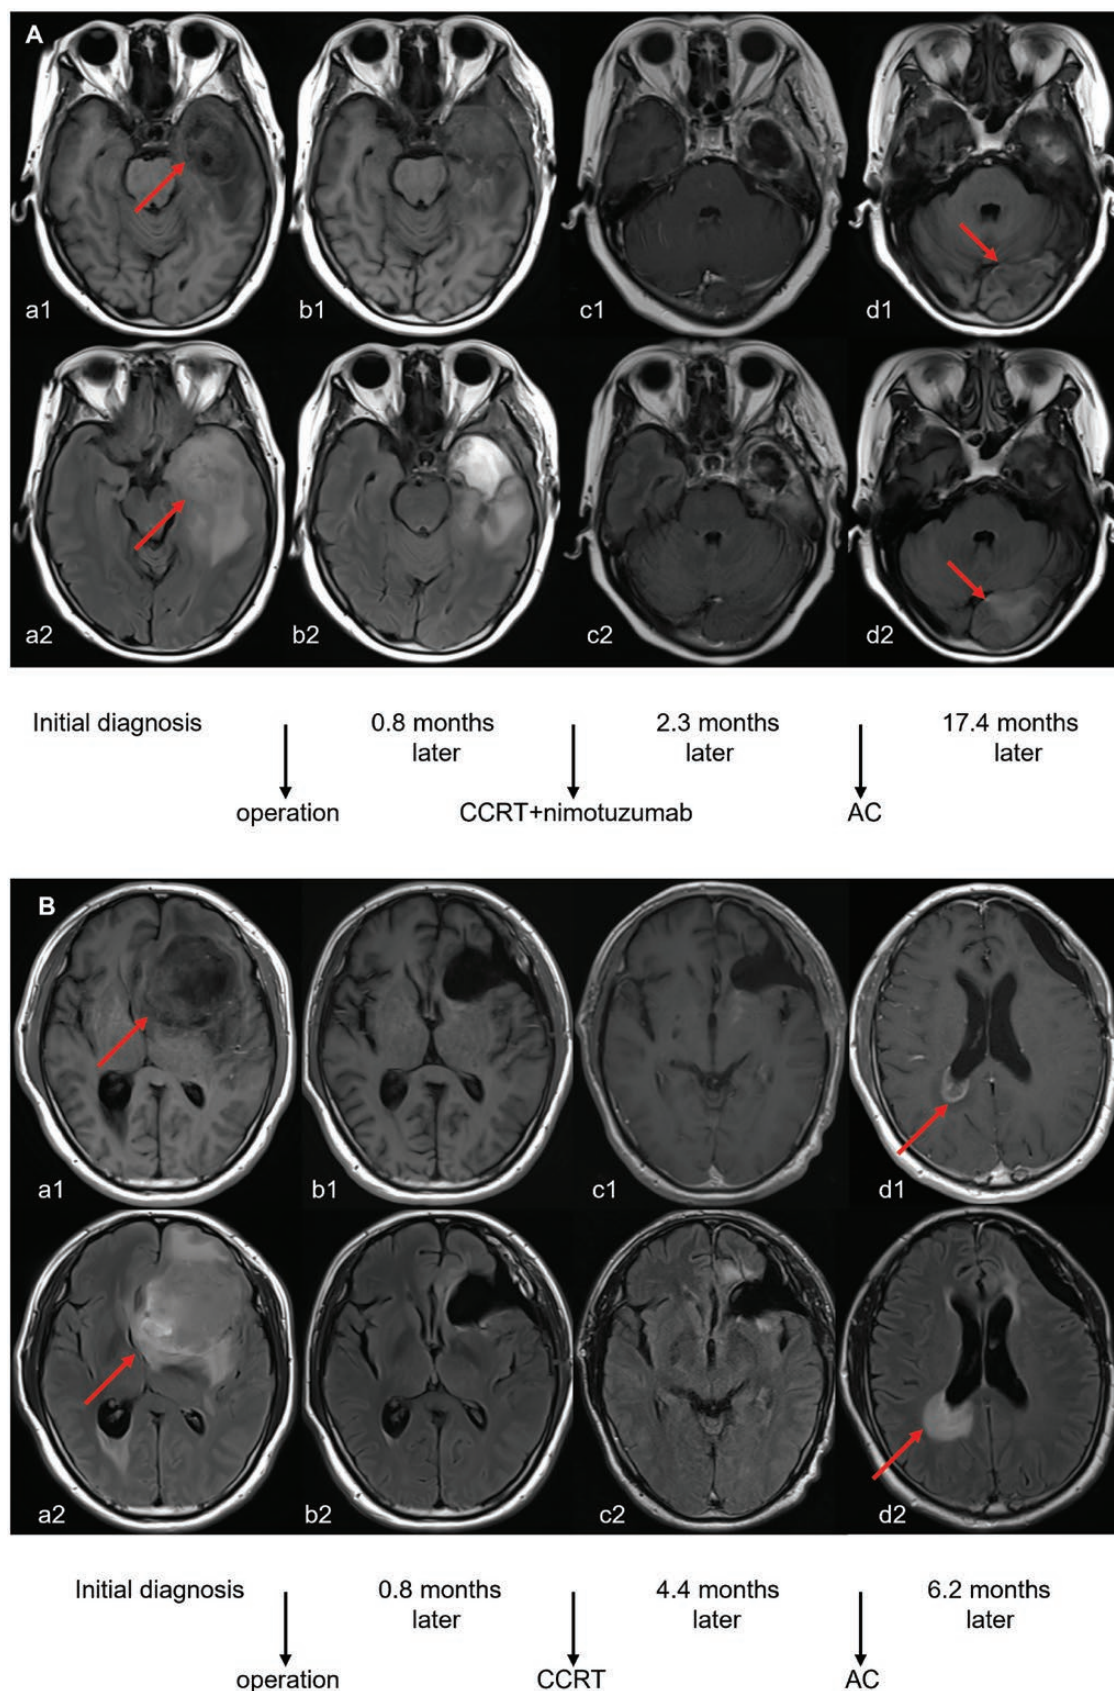 A
a1
b1
c1
d1
a2
b2
c2
d2
Initial diagnosis
0.8 months
later
2.3 months
later
17.4 months
later
operation
CCRT+nimotuzumab
AC
B
a1
b1
c1
d1
a2
b2
c2
d2
Initial diagnosis
0.8 months
later
4.4 months
later
6.2 months
later
operation
CCRT
AC